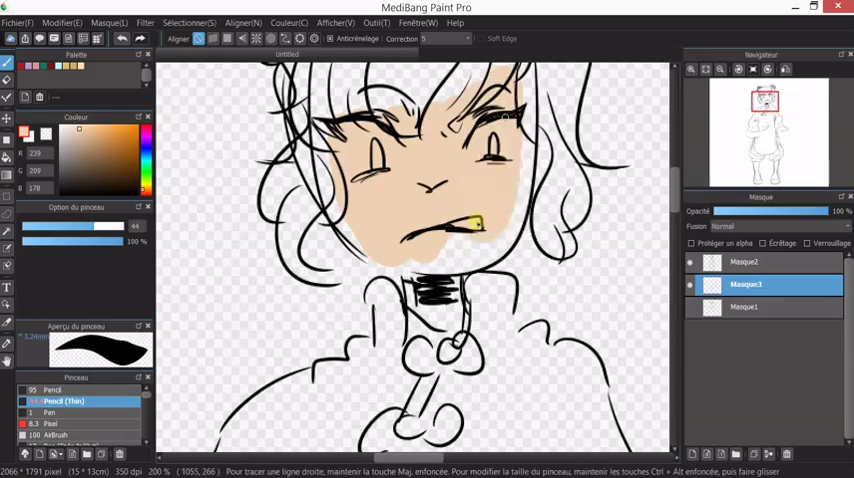 MediBang Paint Pro
Fichier(F) Edition(E) Masque(L) Filter Sélectionner(S) Aligner(N) Couleur(C) Afficher(V) Outil(T) Fenêtre(W) Help
Aligner Anticrénelage Correction 5 Soft Edge
Palette
Untitled
Navigateur
---
Couleur
R 239
G 209
B 178
Option du pinceau
44
100 %
Aperçu du pinceau
3.24mm
Pinceau
95 Pencil
Pencil (Thin)
1 Pen
8.3 Pixel
100 AirBrush
Masque
Opacité 100 %
Fusion Normal
Protéger un alpha Ecrêtage Verrouillage
Masque2
Masque3
Masque1
2066 * 1791 pixel (15 * 13cm) 350 dpi 200 % ( 1055, 266 ) Pour tracer une ligne droite, maintenir la touche Maj. enfoncée. Pour modifier la taille du pinceau, maintenir les touches Ctrl + Alt enfoncée, puis faire glisser